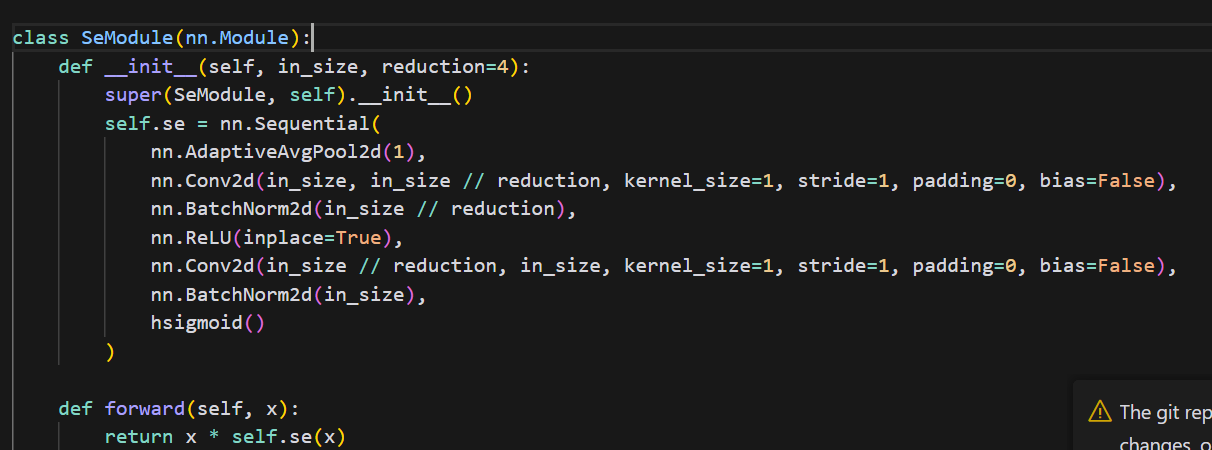 class SeModule(nn.Module):
    def __init__(self, in_size, reduction=4):
        super(SeModule, self).__init__()
        self.se = nn.Sequential(
            nn.AdaptiveAvgPool2d(1),
            nn.Conv2d(in_size, in_size // reduction, kernel_size=1, stride=1, padding=0, bias=False),
            nn.BatchNorm2d(in_size // reduction),
            nn.ReLU(inplace=True),
            nn.Conv2d(in_size // reduction, in_size, kernel_size=1, stride=1, padding=0, bias=False),
            nn.BatchNorm2d(in_size),
            hsigmoid()
        )
    def forward(self, x):
        return x * self.se(x)
The git rep
changes, o